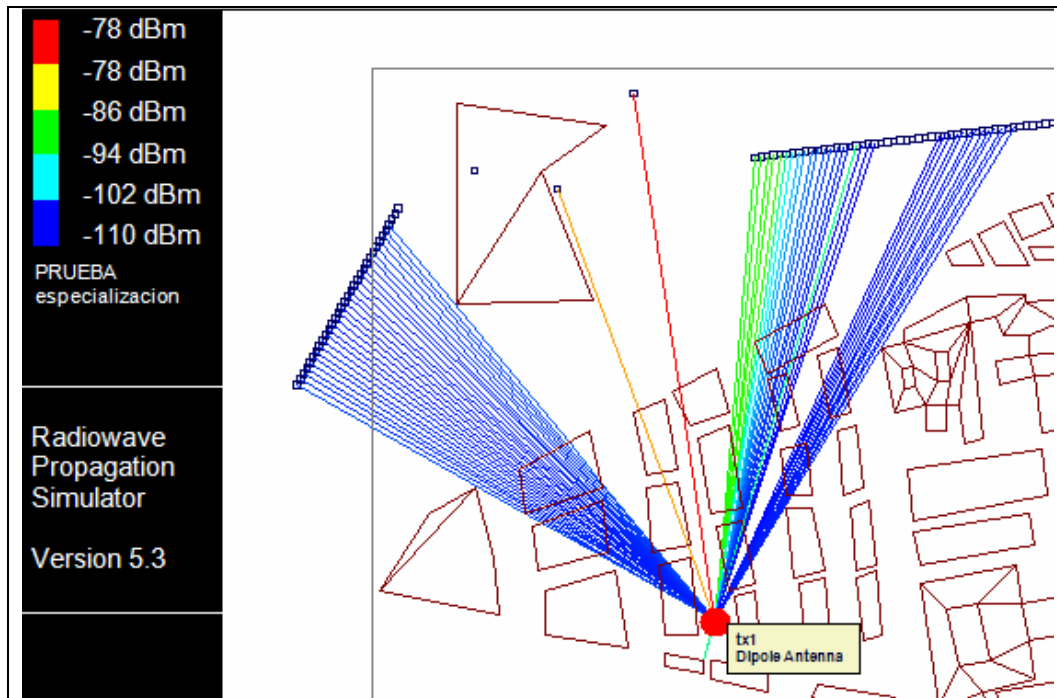 -78 dBm
-78 dBm
-86 dBm
-94 dBm
-102 dBm
-110 dBm
PRUEBA
especializacion
Radiowave
Propagation
Simulator
Version 5.3
tx1
Dipole Antenna